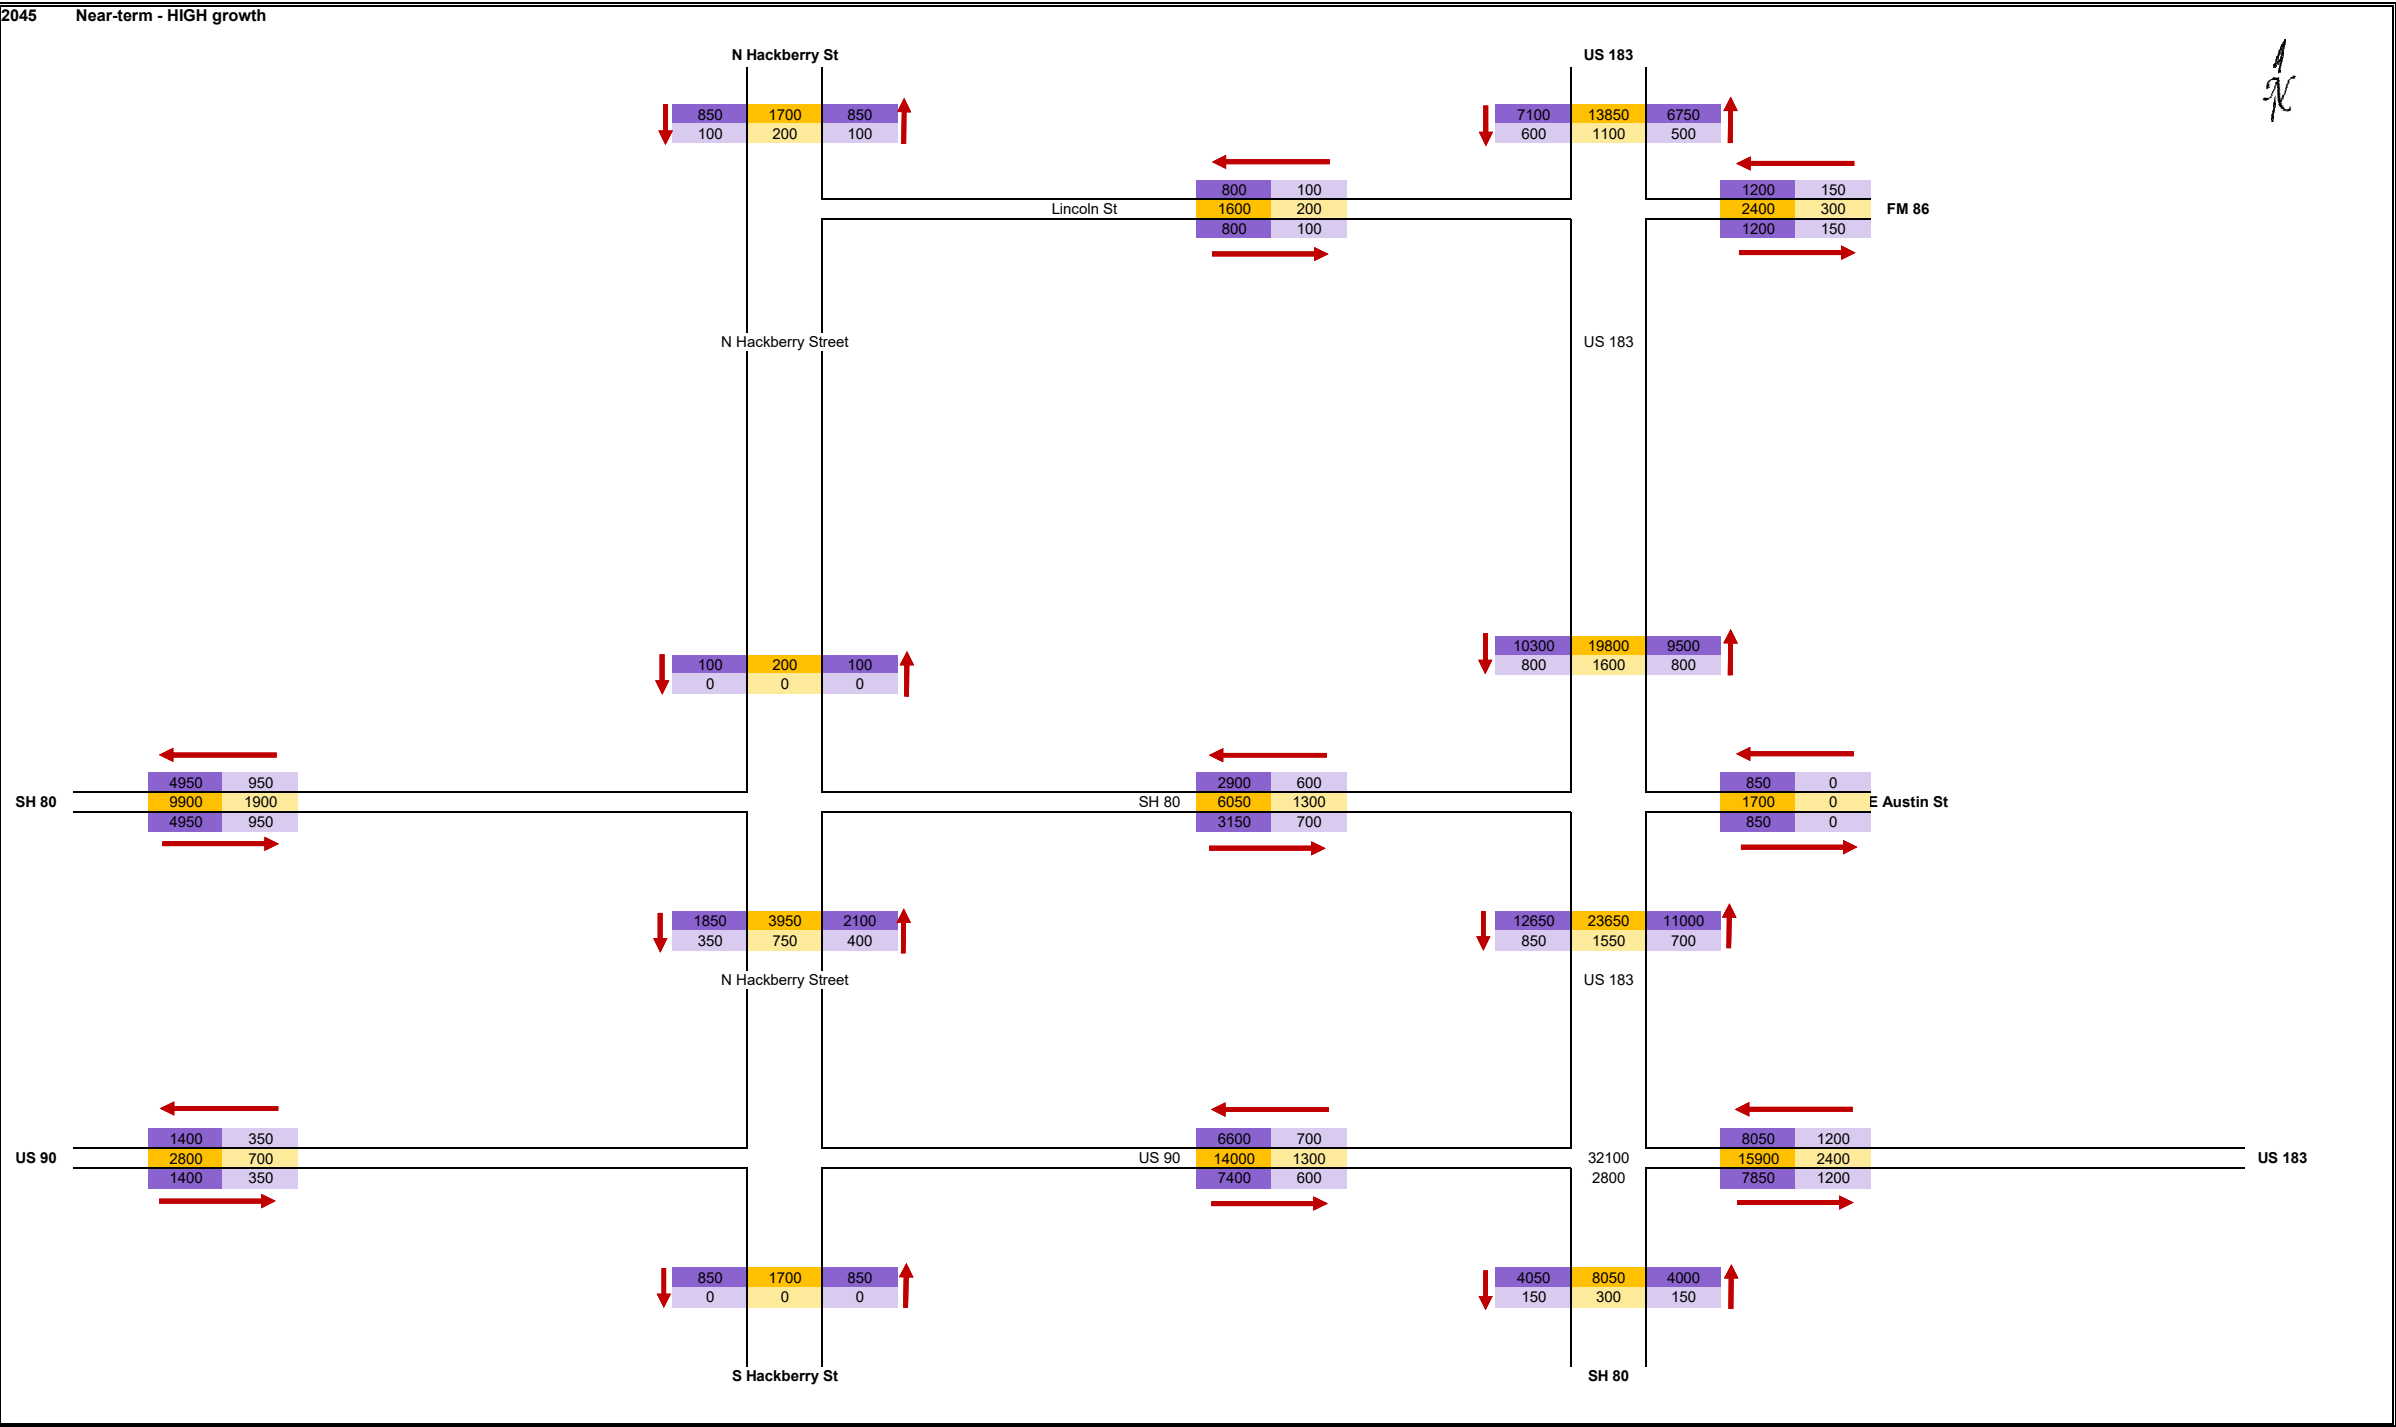 2045 Near-term - HIGH growth
N Hackberry St US 183
850 1700 850 7100 13850 6750
100 200 100 600 1100 500
800 100 1200 150
Lincoln St 1600 200 2400 300 FM 86
800 100 1200 150
N Hackberry Street US 183
10300 19800 9500
100 200 100 800 1600 800
0 0 0
4950 950 2900 600 850 0
SH 80 9900 1900 SH 80 6050 1300 1700 0 E Austin St
4950 950 3150 700 850 0
1850 3950 2100 12650 23650 11000
350 750 400 850 1550 700
N Hackberry Street US 183
1400 350 6600 700 8050 1200
US 90 2800 700 US 90 14000 1300 32100 15900 2400 US 183
1400 350 7400 600 2800 7850 1200
850 1700 850 4050 8050 4000
0 0 0 150 300 150
S Hackberry St SH 80
N